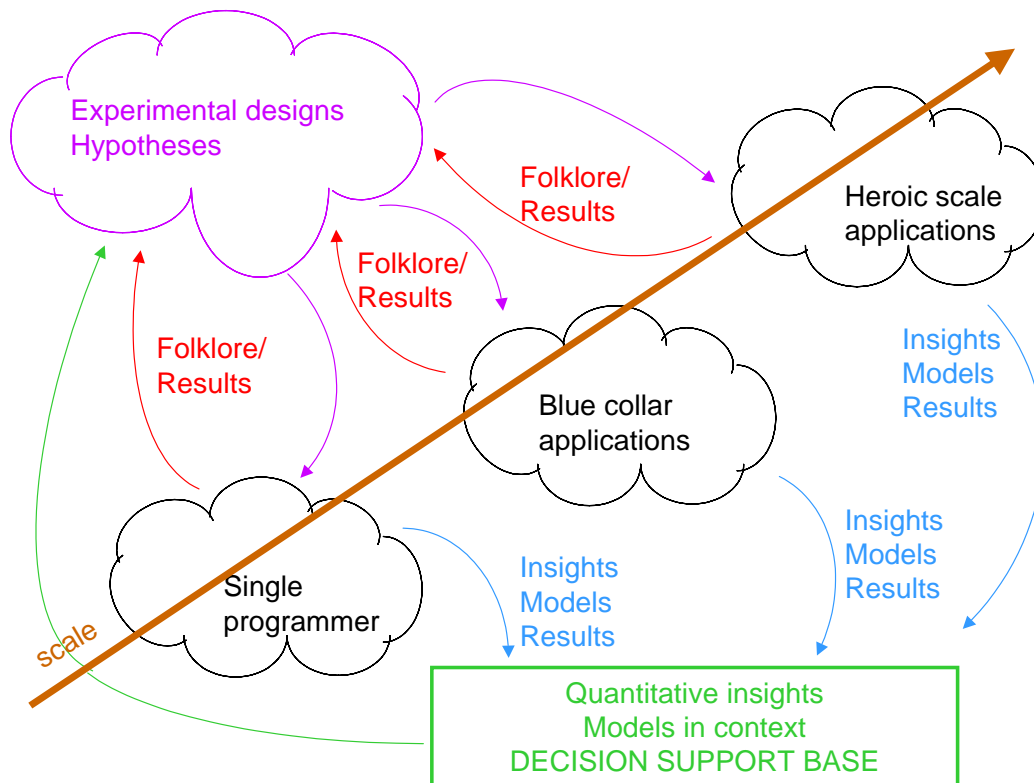 Experimental designs
Hypotheses
Folklore/
Results
Heroic scale
applications
Folklore/
Results
Folklore/
Results
Insights
Models
Results
Blue collar
applications
Insights
Models
Results
Single
programmer
Insights
Models
Results
scale
Quantitative insights
Models in context
DECISION SUPPORT BASE